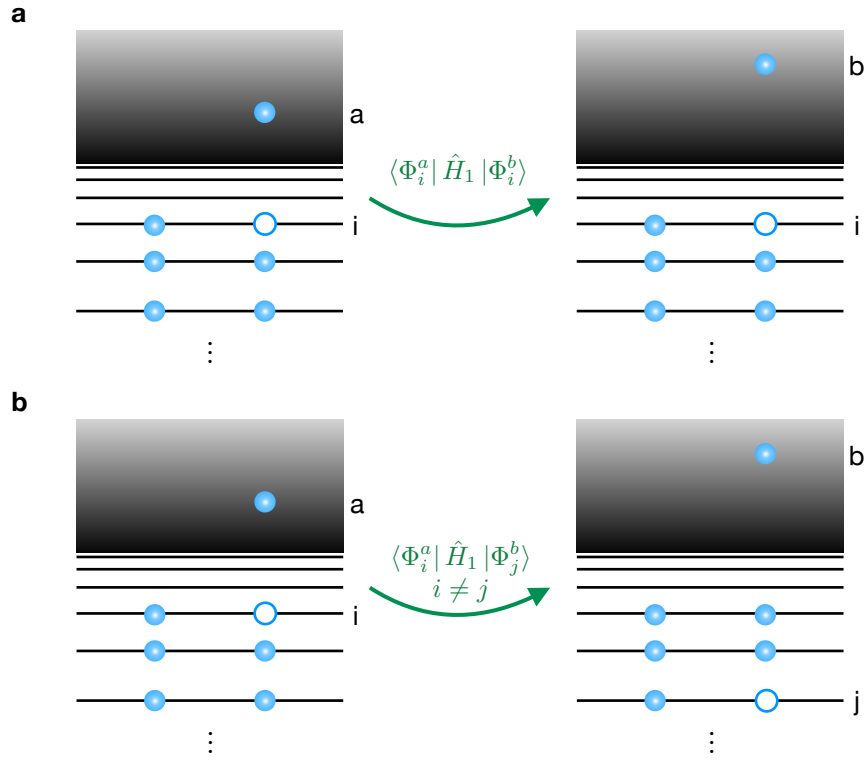 a
b
a
⟨Φ_i^a| Ĥ_1 |Φ_i^b⟩
i
i
⋮
⋮
b
b
a
⟨Φ_i^a| Ĥ_1 |Φ_j^b⟩
i ≠ j
i
j
⋮
⋮